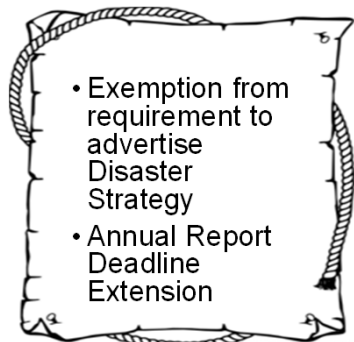 • Exemption from
requirement to
advertise
Disaster
Strategy
• Annual Report
Deadline
Extension